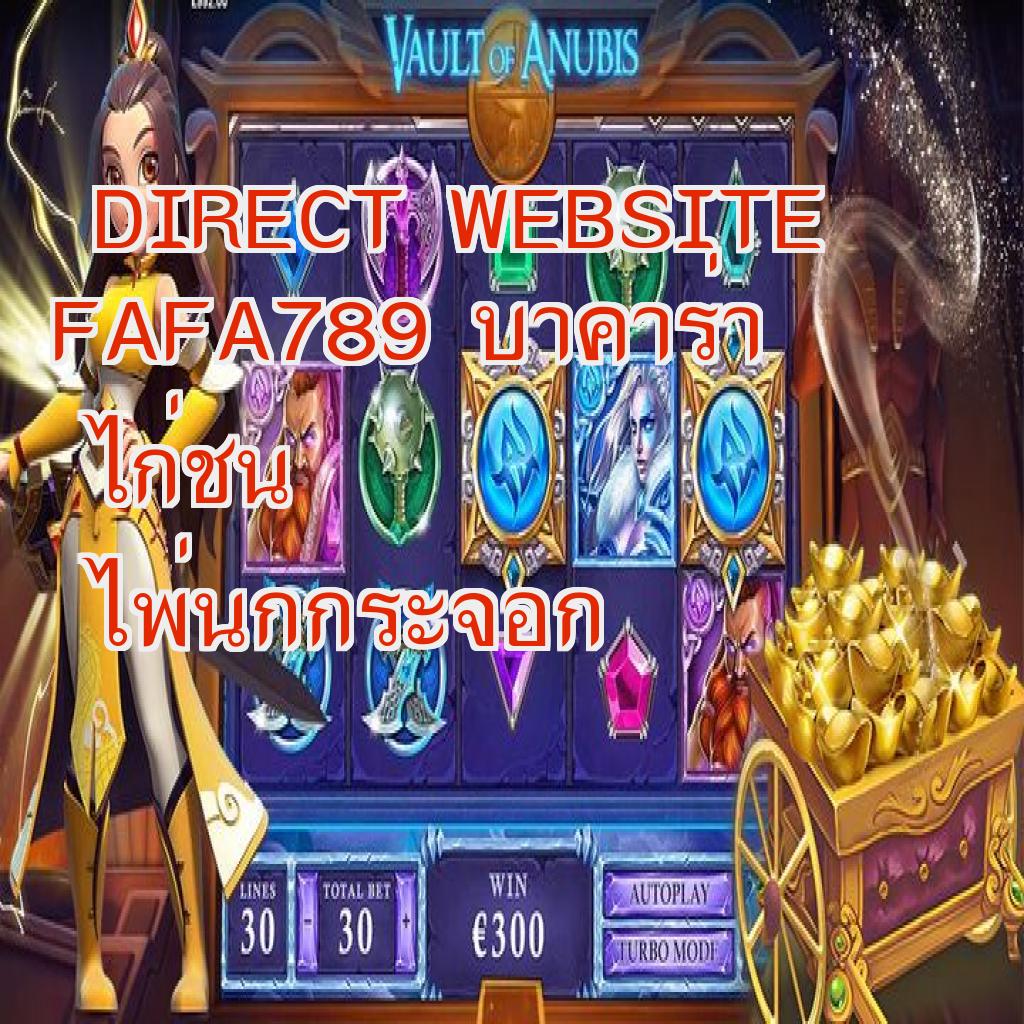 VAULT OF ANUBIS
DIRECT WEBSITE
FAFA789 บาคาร่า
ไก่ชน
ไพ่นกกระจอก
LINES
30
TOTAL BET
- 30 +
WIN
€300
AUTOPLAY
TURBO MODE